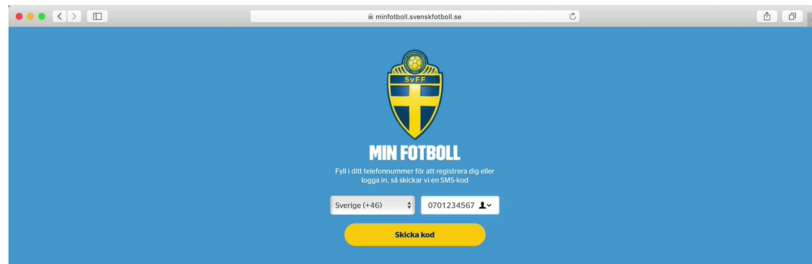 minfotboll.svenskfotboll.se
SvFF
MIN FOTBOLL
Fyll i ditt telefonnummer för att registrera dig eller
logga in, så skickar vi en SMS-kod
Sverige (+46)
0701234567
Skicka kod